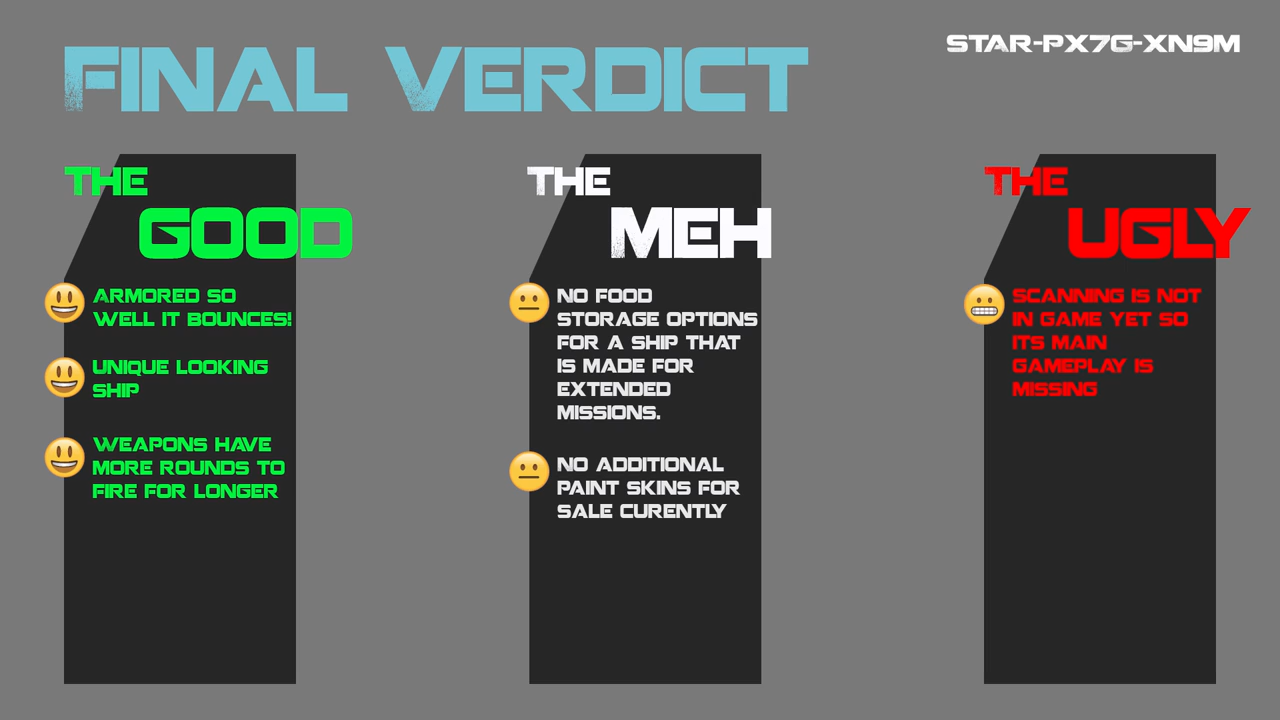 FINAL VERDICT
STAR-PX7G-XN9M
THE
GOOD
ARMORED SO
WELL IT BOUNCES!
UNIQUE LOOKING
SHIP
WEAPONS HAVE
MORE ROUNDS TO
FIRE FOR LONGER
THE
MEH
NO FOOD
STORAGE OPTIONS
FOR A SHIP THAT
IS MADE FOR
EXTENDED
MISSIONS.
NO ADDITIONAL
PAINT SKINS FOR
SALE CURENTLY
THE
UGLY
SCANNING IS NOT
IN GAME YET SO
ITS MAIN
GAMEPLAY IS
MISSING